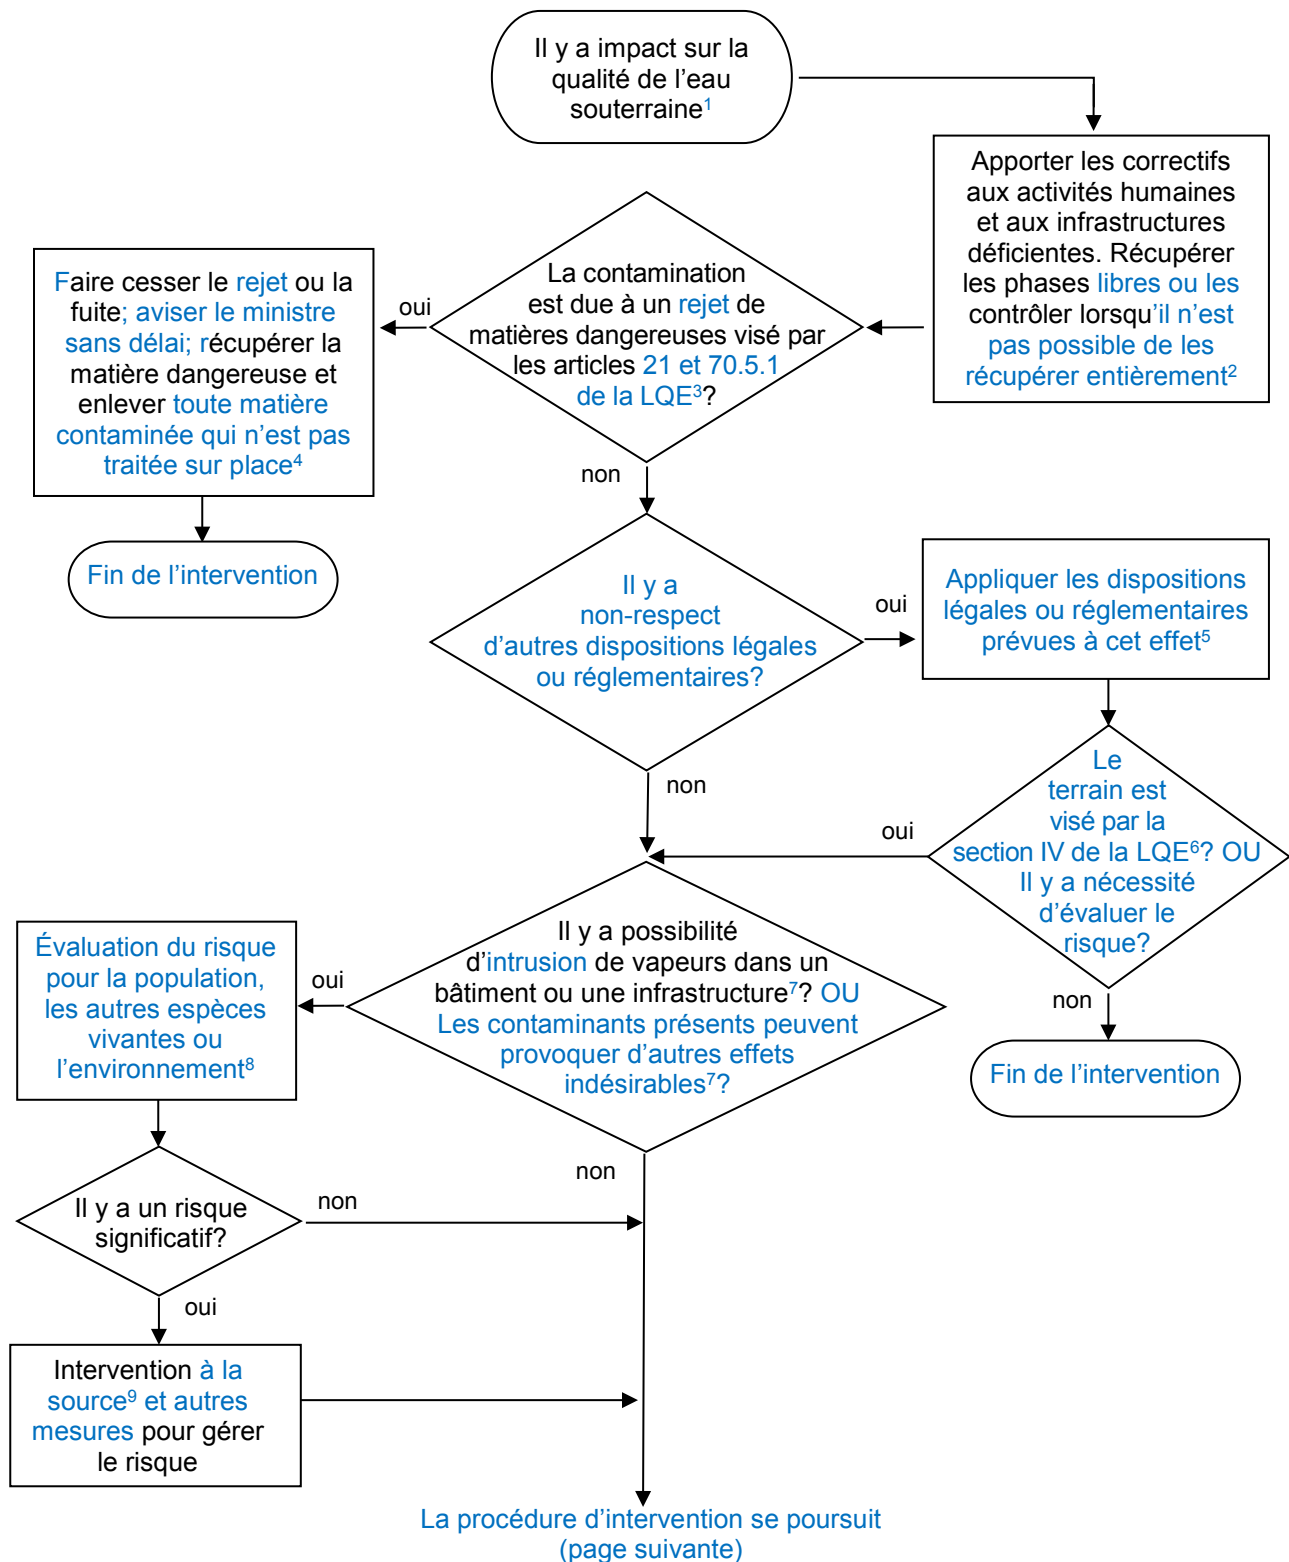 Il y a impact sur la
qualité de l’eau
souterraine¹
Apporter les correctifs
aux activités humaines
et aux infrastructures
déficientes. Récupérer
les phases libres ou les
contrôler lorsqu’il n’est
pas possible de les
récupérer entièrement²
La contamination
est due à un rejet de
matières dangereuses visé par
les articles 21 et 70.5.1
de la LQE³?
oui
Faire cesser le rejet ou la
fuite; aviser le ministre
sans délai; récupérer la
matière dangereuse et
enlever toute matière
contaminée qui n’est pas
traitée sur place⁴
Fin de l’intervention
non
Il y a
non-respect
d’autres dispositions légales
ou réglementaires?
oui
Appliquer les dispositions
légales ou réglementaires
prévues à cet effet⁵
non
Le
terrain est
visé par la
section IV de la LQE⁶? OU
Il y a nécessité
d’évaluer le
risque?
oui
non
Fin de l’intervention
Il y a possibilité
d’intrusion de vapeurs dans un
bâtiment ou une infrastructure⁷? OU
Les contaminants présents peuvent
provoquer d’autres effets
indésirables⁷?
oui
Évaluation du risque
pour la population,
les autres espèces
vivantes ou
l’environnement⁸
non
Il y a un risque
significatif?
non
oui
Intervention à la
source⁹ et autres
mesures pour gérer
le risque
La procédure d’intervention se poursuit
(page suivante)